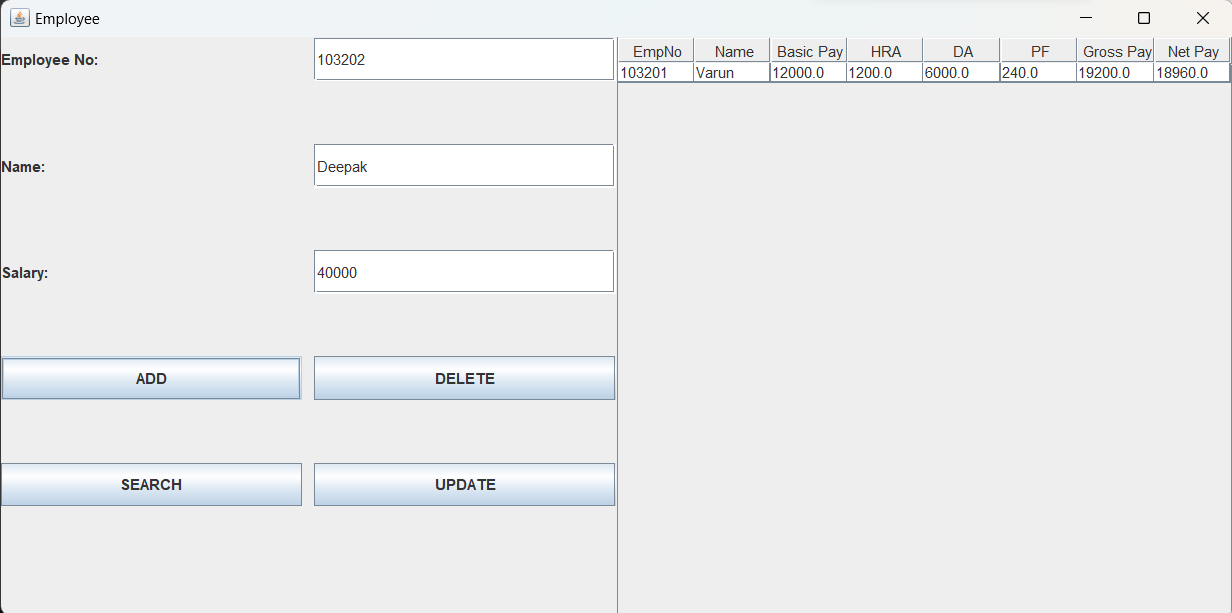 Employee
Employee No:
103202
Name:
Deepak
Salary:
40000
ADD
DELETE
SEARCH
UPDATE
EmpNo Name Basic Pay HRA DA PF Gross Pay Net Pay
103201 Varun 12000.0 1200.0 6000.0 240.0 19200.0 18960.0